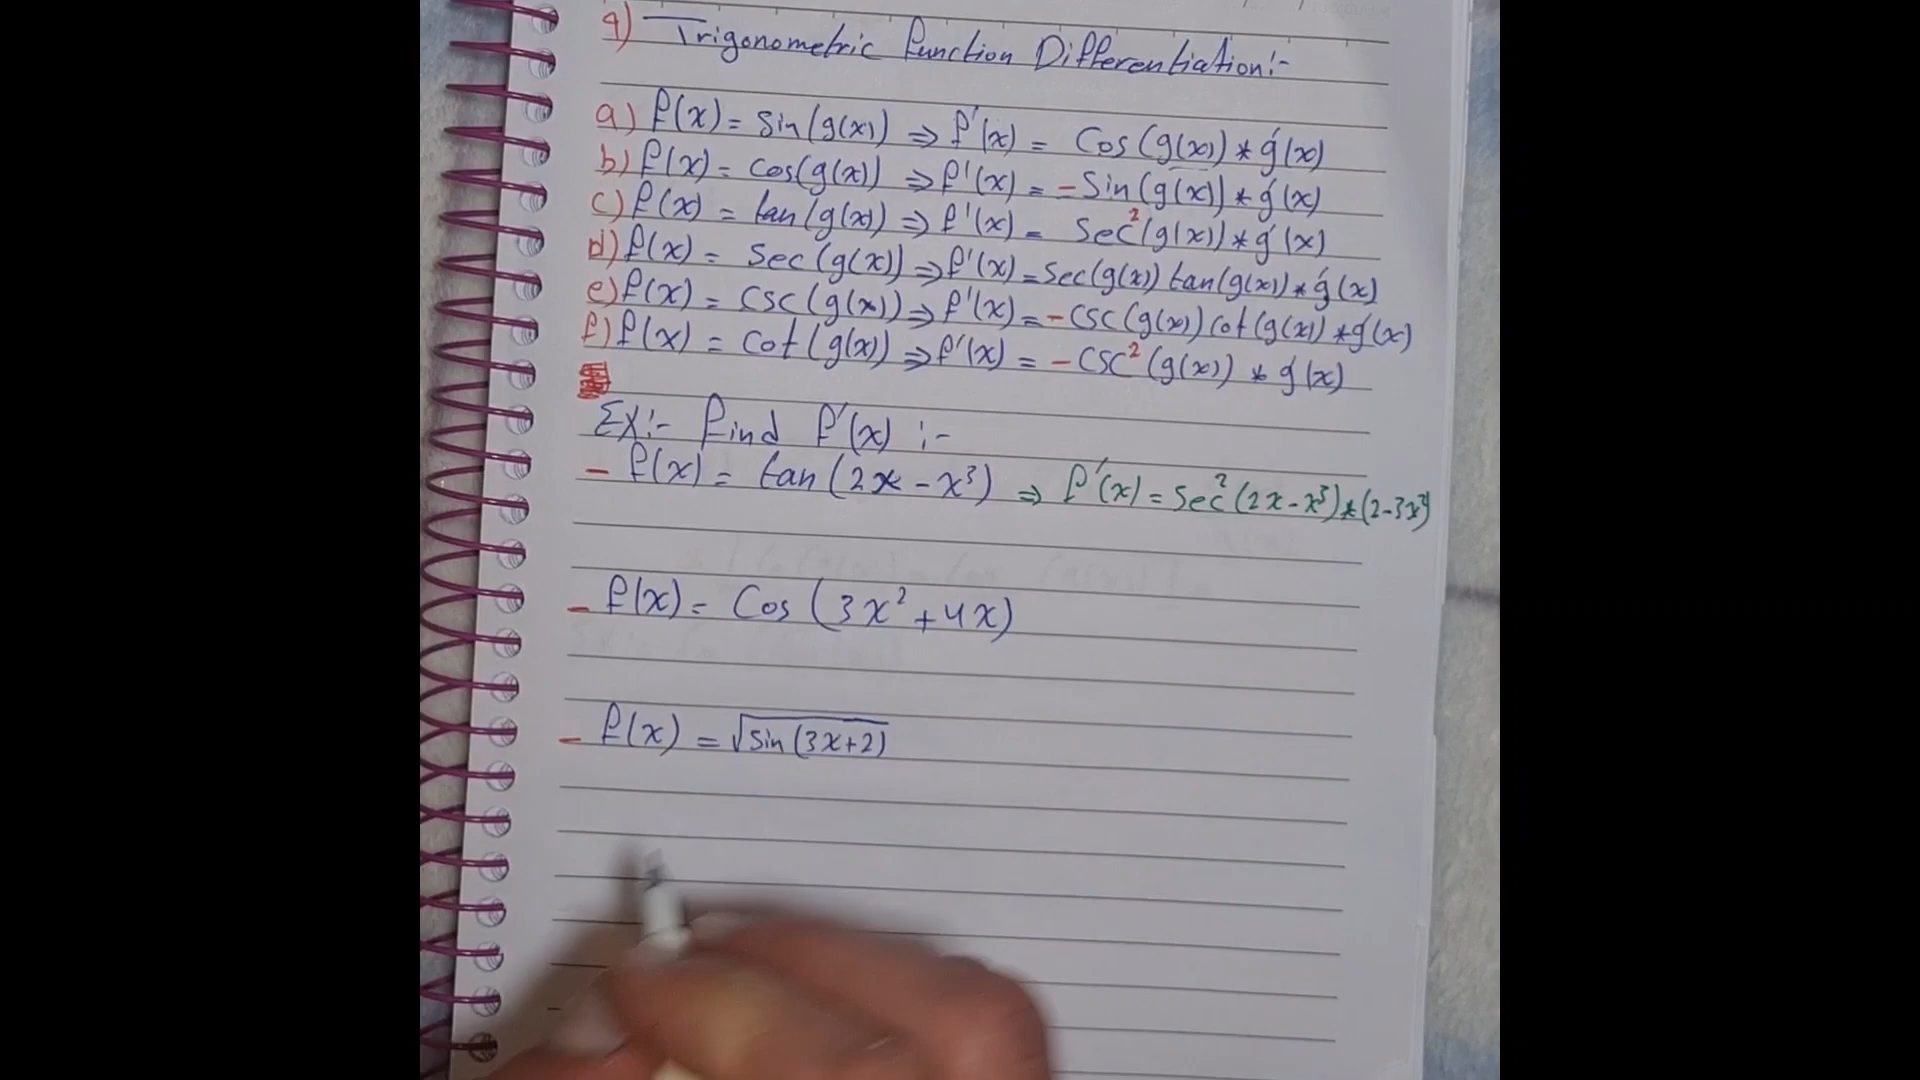 9) Trigonometric Function Differentiation:-
a) f(x) = Sin(g(x)) ⇒ f'(x) = Cos(g(x)) * g'(x)
b) f(x) = cos(g(x)) ⇒ f'(x) = -Sin(g(x)) * g'(x)
c) f(x) = tan(g(x)) ⇒ f'(x) = Sec²(g(x)) * g'(x)
d) f(x) = Sec(g(x)) ⇒ f'(x) = Sec(g(x)) tan(g(x)) * g'(x)
e) f(x) = CSC(g(x)) ⇒ f'(x) = -CSC(g(x)) Cot(g(x)) * g'(x)
f) f(x) = Cot(g(x)) ⇒ f'(x) = -CSC²(g(x)) * g'(x)
EX:- Find f'(x) :-
- f(x) = tan(2x - x³) ⇒ f'(x) = Sec²(2x - x³) * (2-3x²)
- f(x) = Cos(3x² + 4x)
- f(x) = √sin(3x+2)